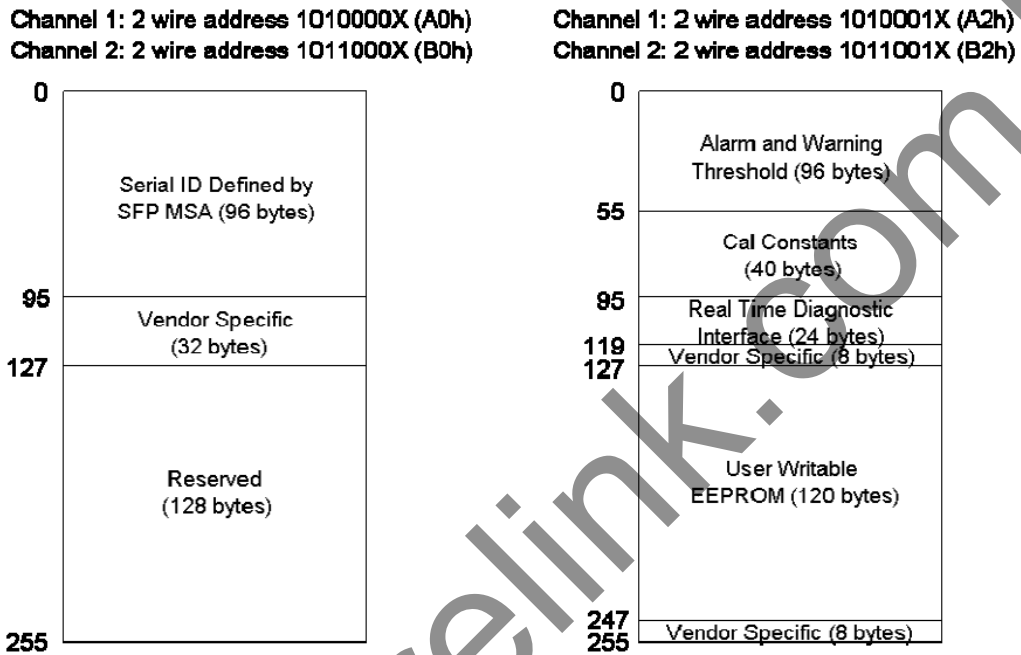 Channel 1: 2 wire address 1010000X (A0h)
Channel 2: 2 wire address 1011000X (B0h)
0
Serial ID Defined by
SFP MSA (96 bytes)
95
Vendor Specific
(32 bytes)
127
Reserved
(128 bytes)
255
Channel 1: 2 wire address 1010001X (A2h)
Channel 2: 2 wire address 1011001X (B2h)
0
Alarm and Warning
Threshold (96 bytes)
55
Cal Constants
(40 bytes)
95
Real Time Diagnostic
Interface (24 bytes)
119
Vendor Specific (8 bytes)
127
User Writable
EEPROM (120 bytes)
247
Vendor Specific (8 bytes)
255
elink.com